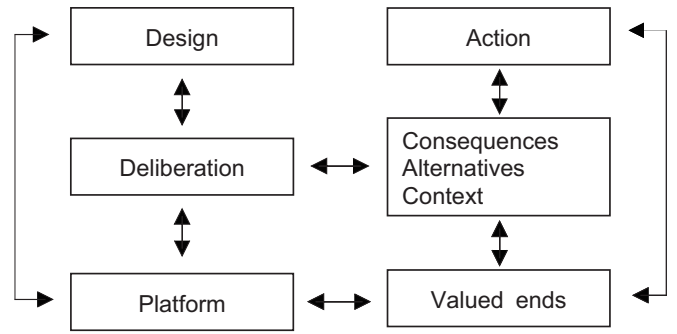 Design
Action
Deliberation
Consequences
Alternatives
Context
Platform
Valued ends